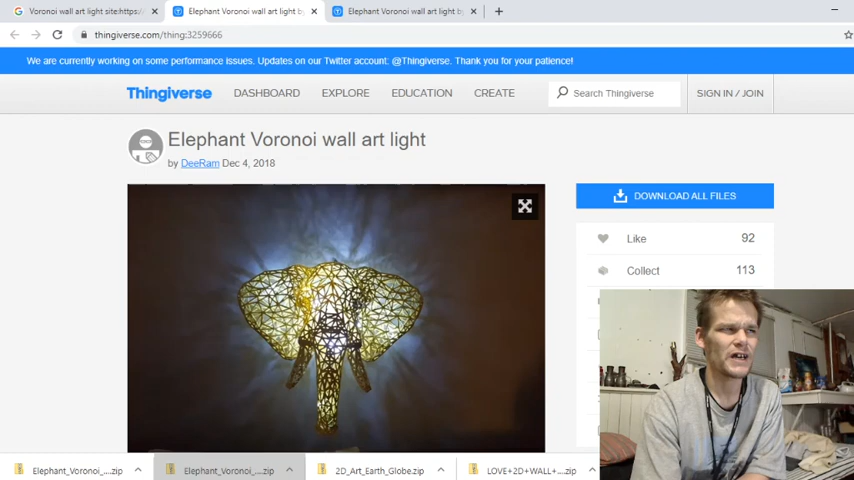 Voronoi wall art light site:https:/
Elephant Voronoi wall art light by
Elephant Voronoi wall art light by
thingiverse.com/thing:3259666
We are currently working on some performance issues. Updates on our Twitter account; @Thingiverse. Thank you for your patience!
Thingiverse DASHBOARD EXPLORE EDUCATION CREATE Search Thingiverse SIGN IN / JOIN
Elephant Voronoi wall art light
by DeeRam Dec 4, 2018
DOWNLOAD ALL FILES
Like 92
Collect 113
Elephant_Voronoi_....zip Elephant_Voronoi_....zip 2D_Art_Earth_Globe.zip LOVE+2D+WALL+....zip